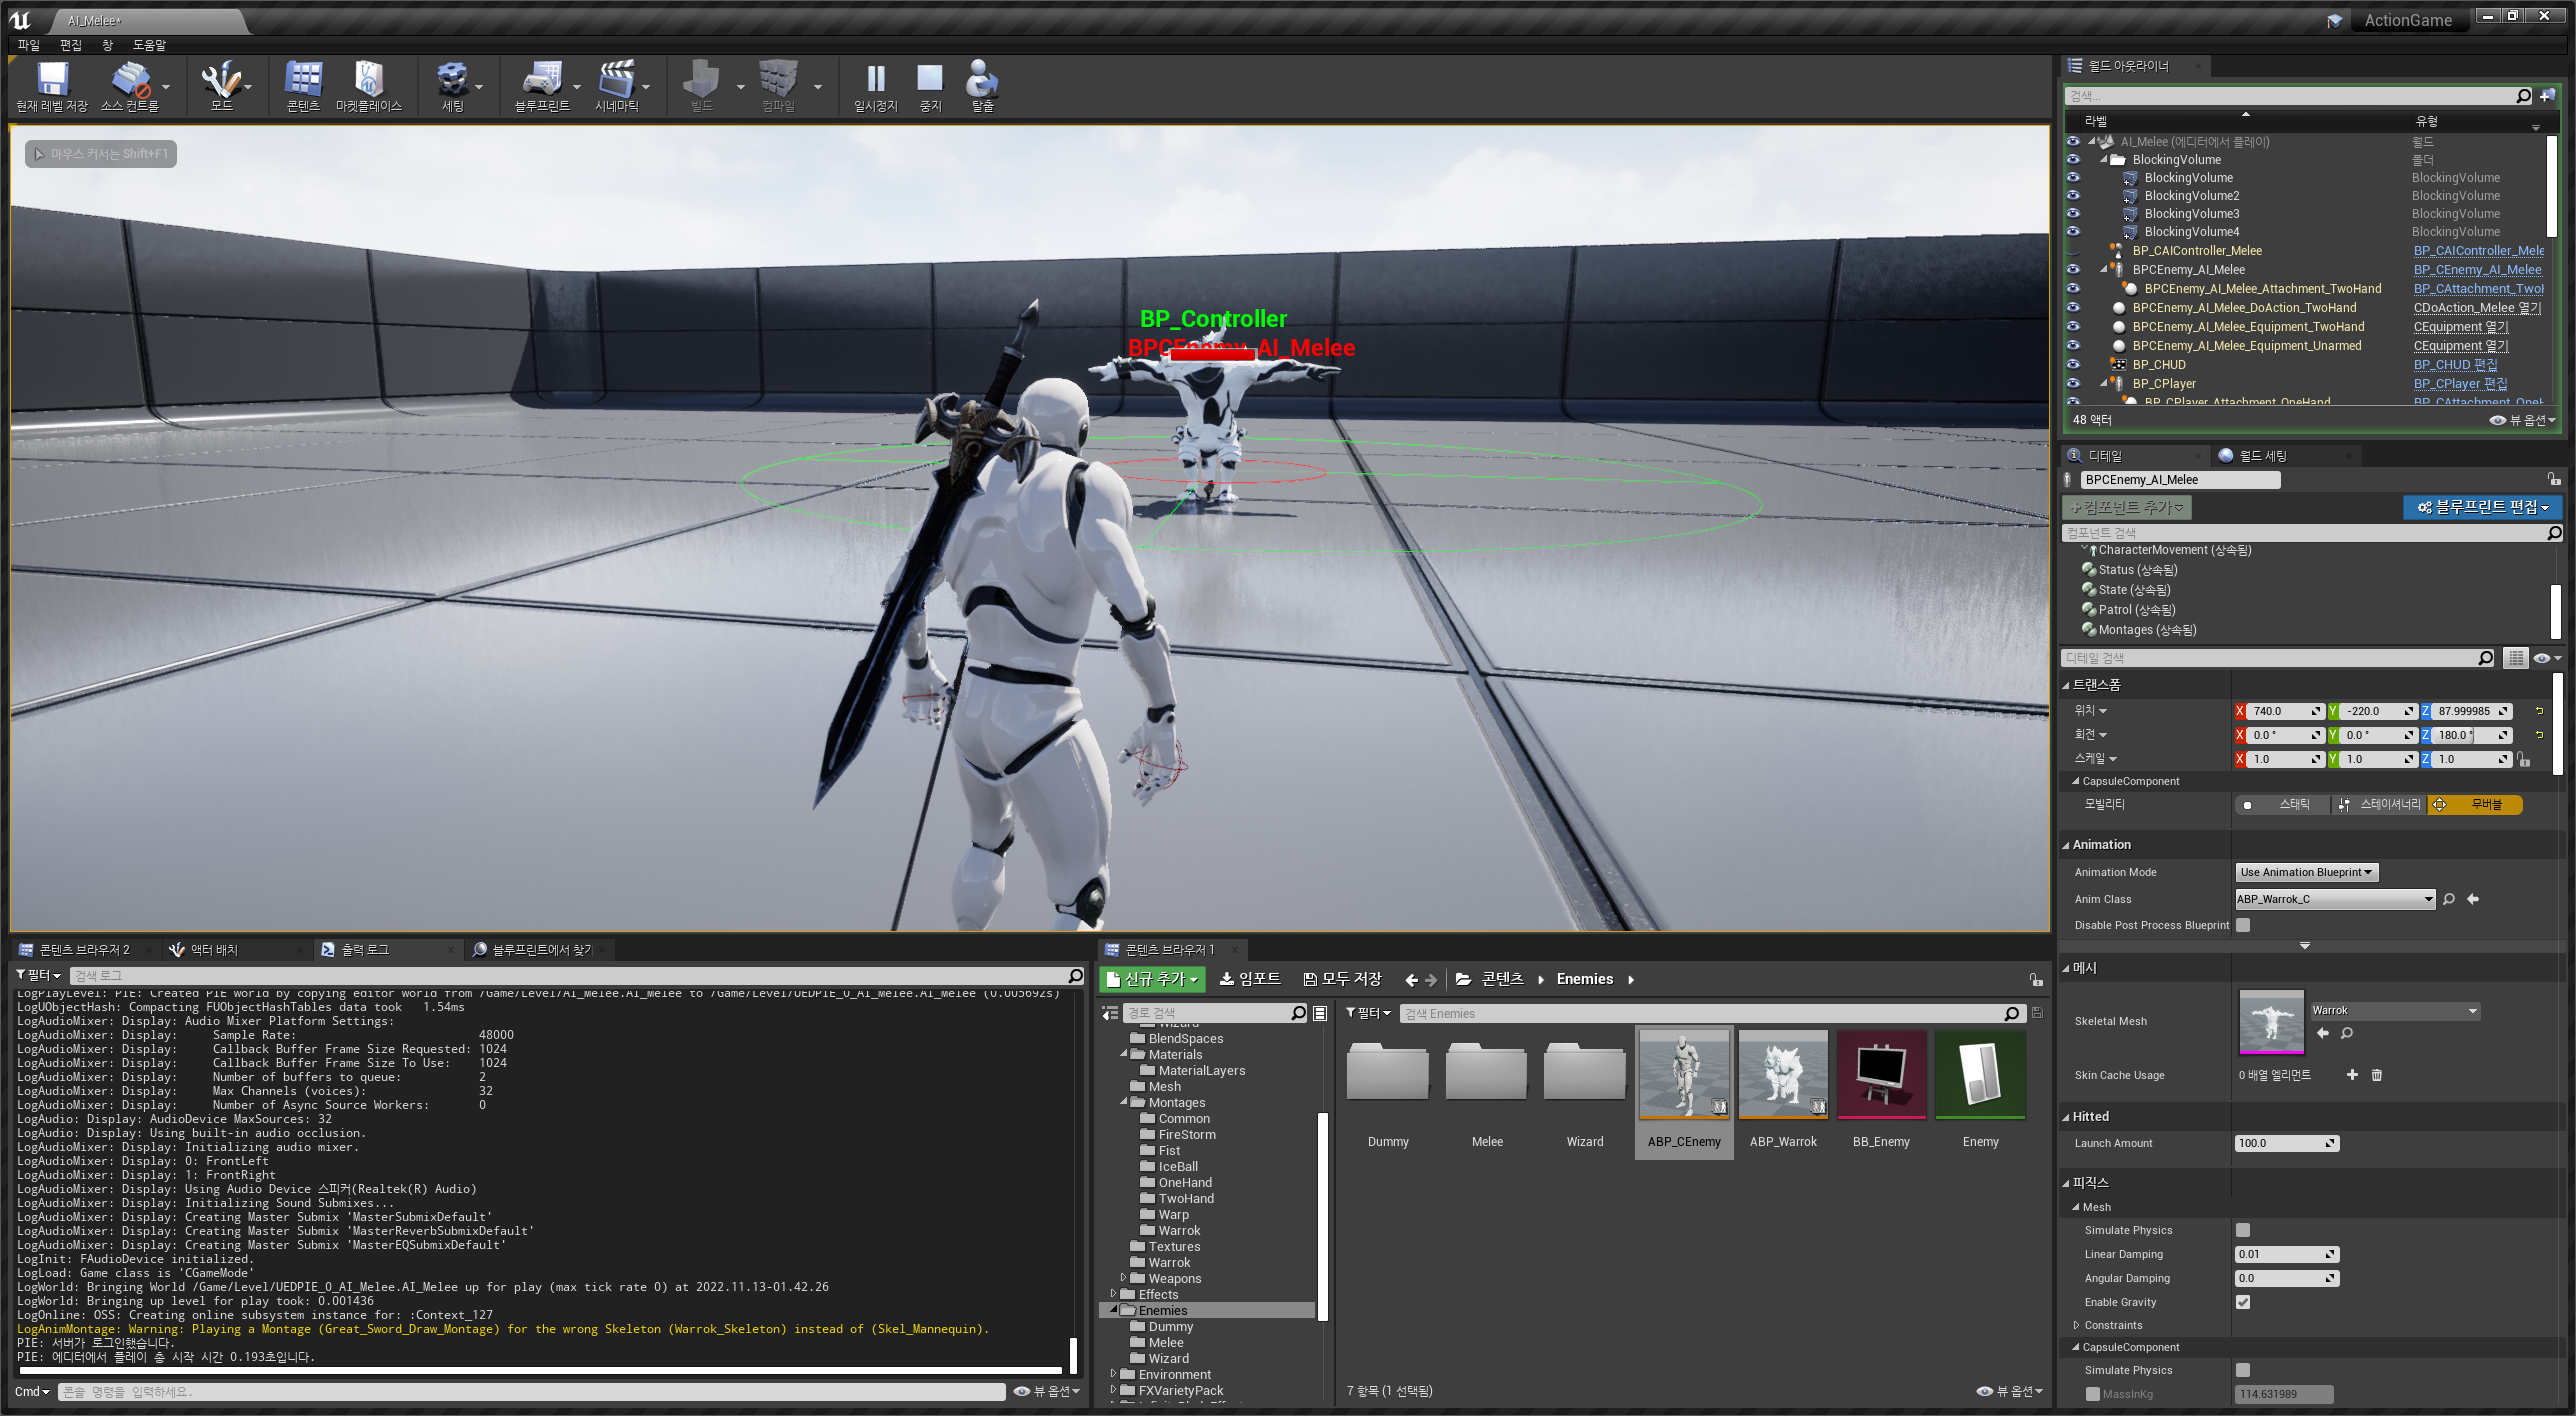 AI_Melee*
ActionGame
파일 편집 창 도움말
현재 레벨 저장 소스 컨트롤 모드 콘텐츠 마켓플레이스 세팅 블루프린트 시네마틱 빌드 컴파일 일시정지 중지 탈출
마우스 커서는 Shift+F1
BP_Controller
BPCEnemy_AI_Melee
월드 아웃라이너
검색...
라벨 유형
AI_Melee (에디터에서 플레이) 월드
BlockingVolume 폴더
BlockingVolume BlockingVolume
BlockingVolume2 BlockingVolume
BlockingVolume3 BlockingVolume
BlockingVolume4 BlockingVolume
BP_CAIController_Melee BP_CAIController_Mele
BPCEnemy_AI_Melee BP_CEnemy_AI_Melee
BPCEnemy_AI_Melee_Attachment_TwoHand BP_CAttachment_TwoH
BPCEnemy_AI_Melee_DoAction_TwoHand CDoAction_Melee 열기
BPCEnemy_AI_Melee_Equipment_TwoHand CEquipment 열기
BPCEnemy_AI_Melee_Equipment_Unarmed CEquipment 열기
BP_CHUD BP_CHUD 편집
BP_CPlayer BP_CPlayer 편집
BP_CPlayer_Attachment_OneHand BP_CAttachment_OneH
48 액터 뷰 옵션
디테일 월드 세팅
BPCEnemy_AI_Melee
+컴포넌트 추가 블루프린트 편집
컴포넌트 검색
CharacterMovement (상속됨)
Status (상속됨)
State (상속됨)
Patrol (상속됨)
Montages (상속됨)
디테일 검색
트랜스폼
위치 X 740.0 Y -220.0 Z 87.999985
회전 X 0.0 ° Y 0.0 ° Z 180.0 °
스케일 X 1.0 Y 1.0 Z 1.0
CapsuleComponent
모빌리티 스태틱 스테이셔너리 무버블
Animation
Animation Mode Use Animation Blueprint
Anim Class ABP_Warrok_C
Disable Post Process Blueprint
메시
Skeletal Mesh Warrok
Skin Cache Usage 0 배열 엘리먼트
Hitted
Launch Amount 100.0
피직스
Mesh
Simulate Physics
Linear Damping 0.01
Angular Damping 0.0
Enable Gravity
Constraints
CapsuleComponent
Simulate Physics
MassInKg 114.631989
콘텐츠 브라우저 2 액터 배치 출력 로그 블루프린트에서 찾기
필터 검색 로그
LogPlayLevel: PIE: Created PIE world by copying editor world from /Game/Level/AI_Melee.AI_Melee to /Game/Level/UEDPIE_0_AI_Melee.AI_Melee (0.005692s)
LogUObjectHash: Compacting FUObjectHashTables data took 1.54ms
LogAudioMixer: Display: Audio Mixer Platform Settings:
LogAudioMixer: Display: Sample Rate: 48000
LogAudioMixer: Display: Callback Buffer Frame Size Requested: 1024
LogAudioMixer: Display: Callback Buffer Frame Size To Use: 1024
LogAudioMixer: Display: Number of buffers to queue: 2
LogAudioMixer: Display: Max Channels (voices): 32
LogAudioMixer: Display: Number of Async Source Workers: 0
LogAudio: Display: AudioDevice MaxSources: 32
LogAudio: Display: Using built-in audio occlusion.
LogAudioMixer: Display: Initializing audio mixer.
LogAudioMixer: Display: 0: FrontLeft
LogAudioMixer: Display: 1: FrontRight
LogAudioMixer: Display: Using Audio Device 스피커(Realtek(R) Audio)
LogAudioMixer: Display: Initializing Sound Submixes...
LogAudioMixer: Display: Creating Master Submix 'MasterSubmixDefault'
LogAudioMixer: Display: Creating Master Submix 'MasterReverbSubmixDefault'
LogAudioMixer: Display: Creating Master Submix 'MasterEQSubmixDefault'
LogInit: FAudioDevice initialized.
LogLoad: Game class is 'CGameMode'
LogWorld: Bringing World /Game/Level/UEDPIE_0_AI_Melee.AI_Melee up for play (max tick rate 0) at 2022.11.13-01.42.26
LogWorld: Bringing up level for play took: 0.001436
LogOnline: OSS: Creating online subsystem instance for: :Context_127
LogAnimMontage: Warning: Playing a Montage (Great_Sword_Draw_Montage) for the wrong Skeleton (Warrok_Skeleton) instead of (Skel_Mannequin).
PIE: 서버가 로그인했습니다.
PIE: 에디터에서 플레이 총 시작 시간 0.193초입니다.
Cmd 콘솔 명령을 입력하세요. 뷰 옵션
콘텐츠 브라우저 1
신규 추가 임포트 모두 저장 콘텐츠 Enemies
경로 검색
Wizard
BlendSpaces
Materials
MaterialLayers
Mesh
Montages
Common
FireStorm
Fist
IceBall
OneHand
TwoHand
Warp
Warrok
Textures
Warrok
Weapons
Effects
Enemies
Dummy
Melee
Wizard
Environment
FXVarietyPack
필터 검색 Enemies
Dummy Melee Wizard ABP_CEnemy ABP_Warrok BB_Enemy Enemy
7 항목 (1 선택됨) 뷰 옵션